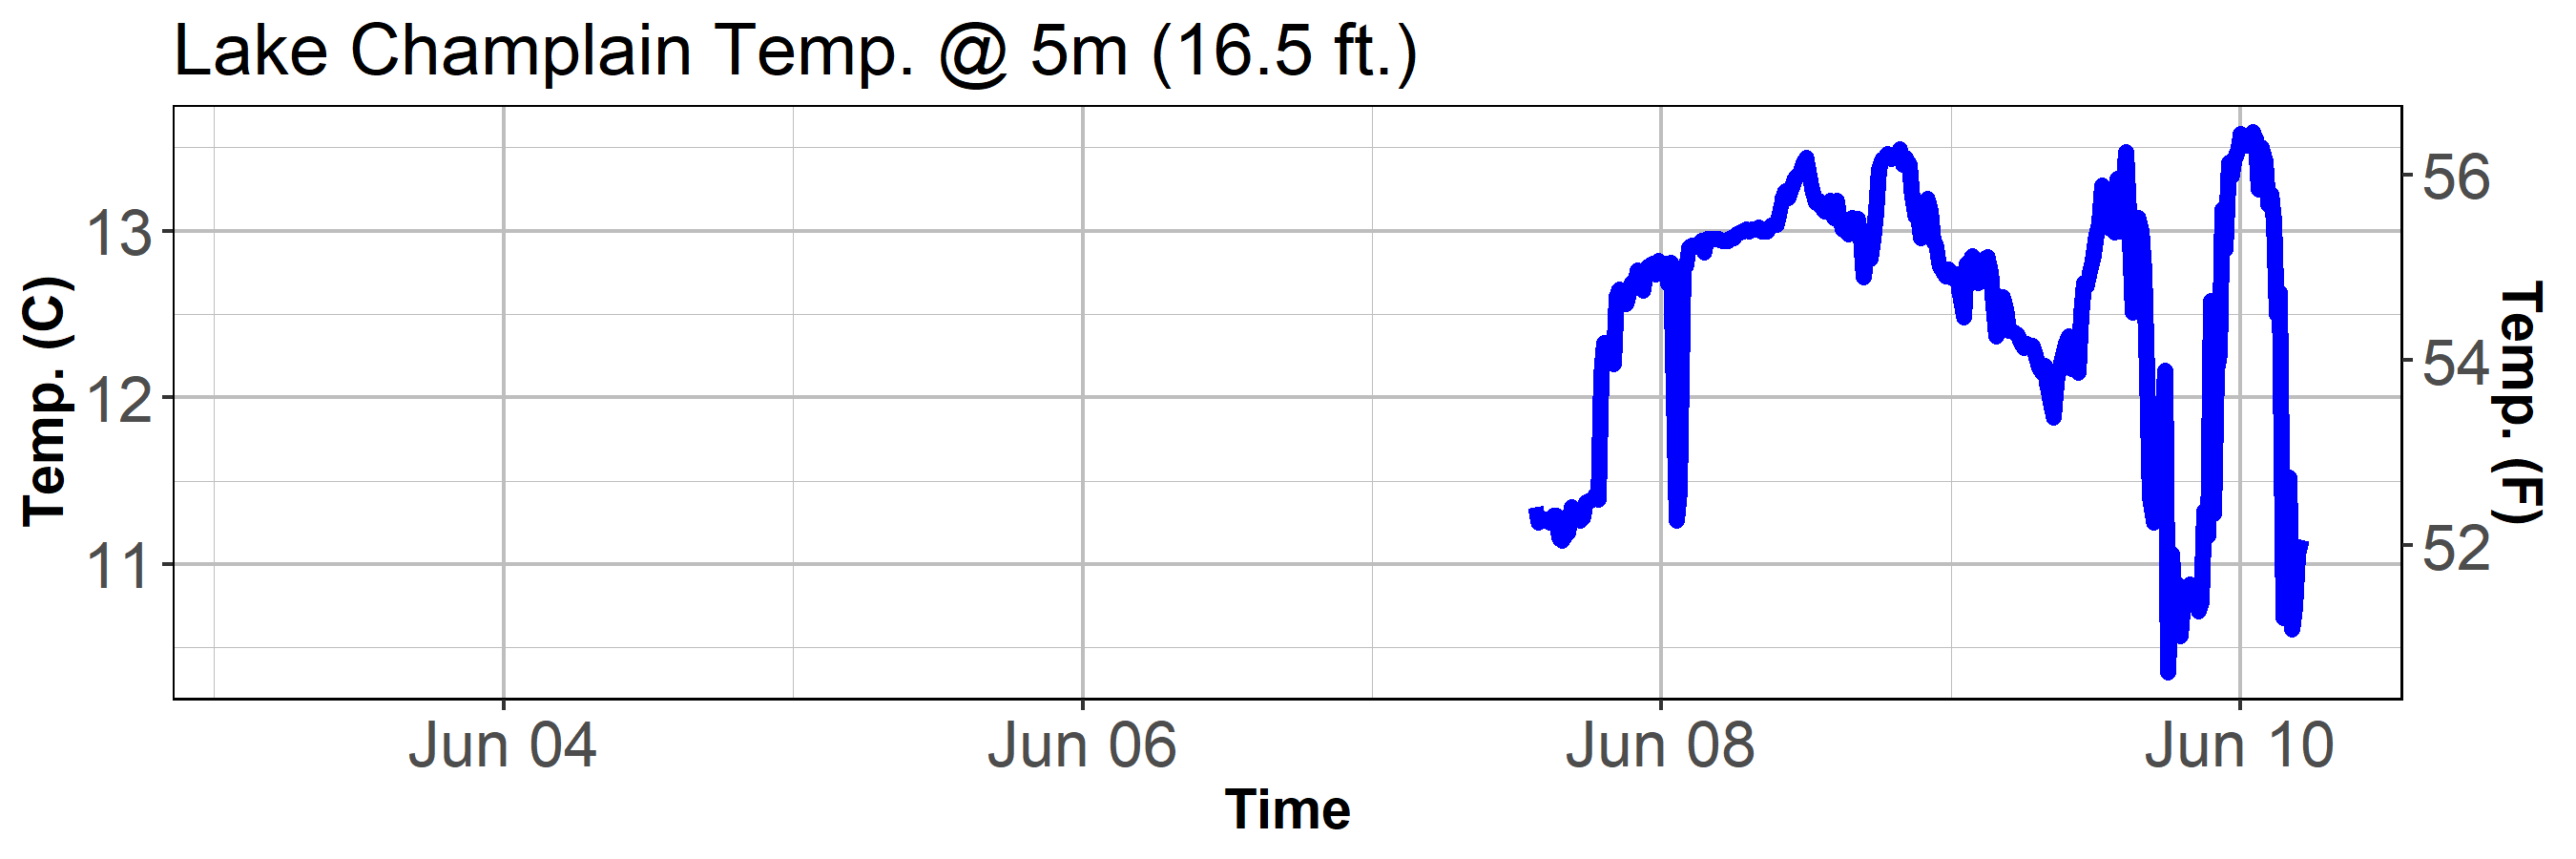 Lake Champlain Temp. @ 5m (16.5 ft.)
Temp. (C)
13
12
11
56
54
52
Temp. (F)
Jun 04 Jun 06 Jun 08 Jun 10
Time